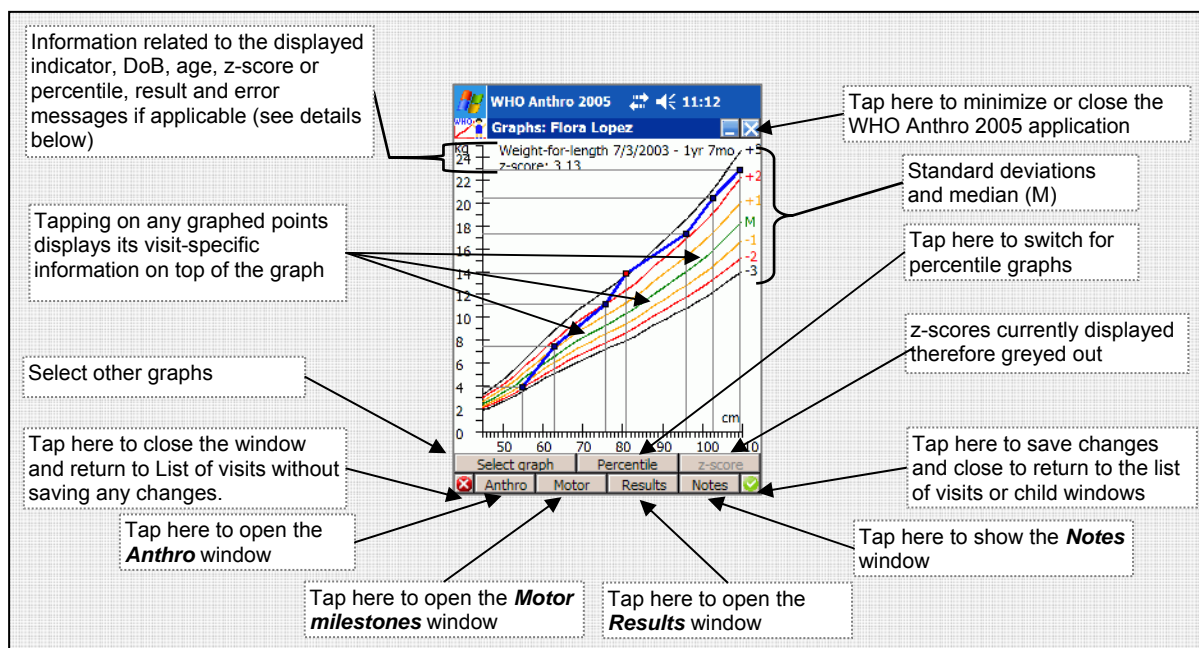 Information related to the displayed
indicator, DoB, age, z-score or
percentile, result and error
messages if applicable (see details
below)
WHO Anthro 2005 11:12
WHO
Graphs: Flora Lopez
Tap here to minimize or close the
WHO Anthro 2005 application
kg
Weight-for-length 7/3/2003 - 1yr 7mo
z-score: 3.13
+3
+2
+1
M
-1
-2
-3
24
22
20
18
16
14
12
10
8
6
4
2
0
cm
50 60 70 80 90 100 110
Standard deviations
and median (M)
Tapping on any graphed points
displays its visit-specific
information on top of the graph
Tap here to switch for
percentile graphs
z-scores currently displayed
therefore greyed out
Select other graphs
Select graph Percentile z-score
Anthro Motor Results Notes
Tap here to close the window
and return to List of visits without
saving any changes.
Tap here to save changes
and close to return to the list
of visits or child windows
Tap here to open the
Anthro window
Tap here to show the Notes
window
Tap here to open the Motor
milestones window
Tap here to open the
Results window